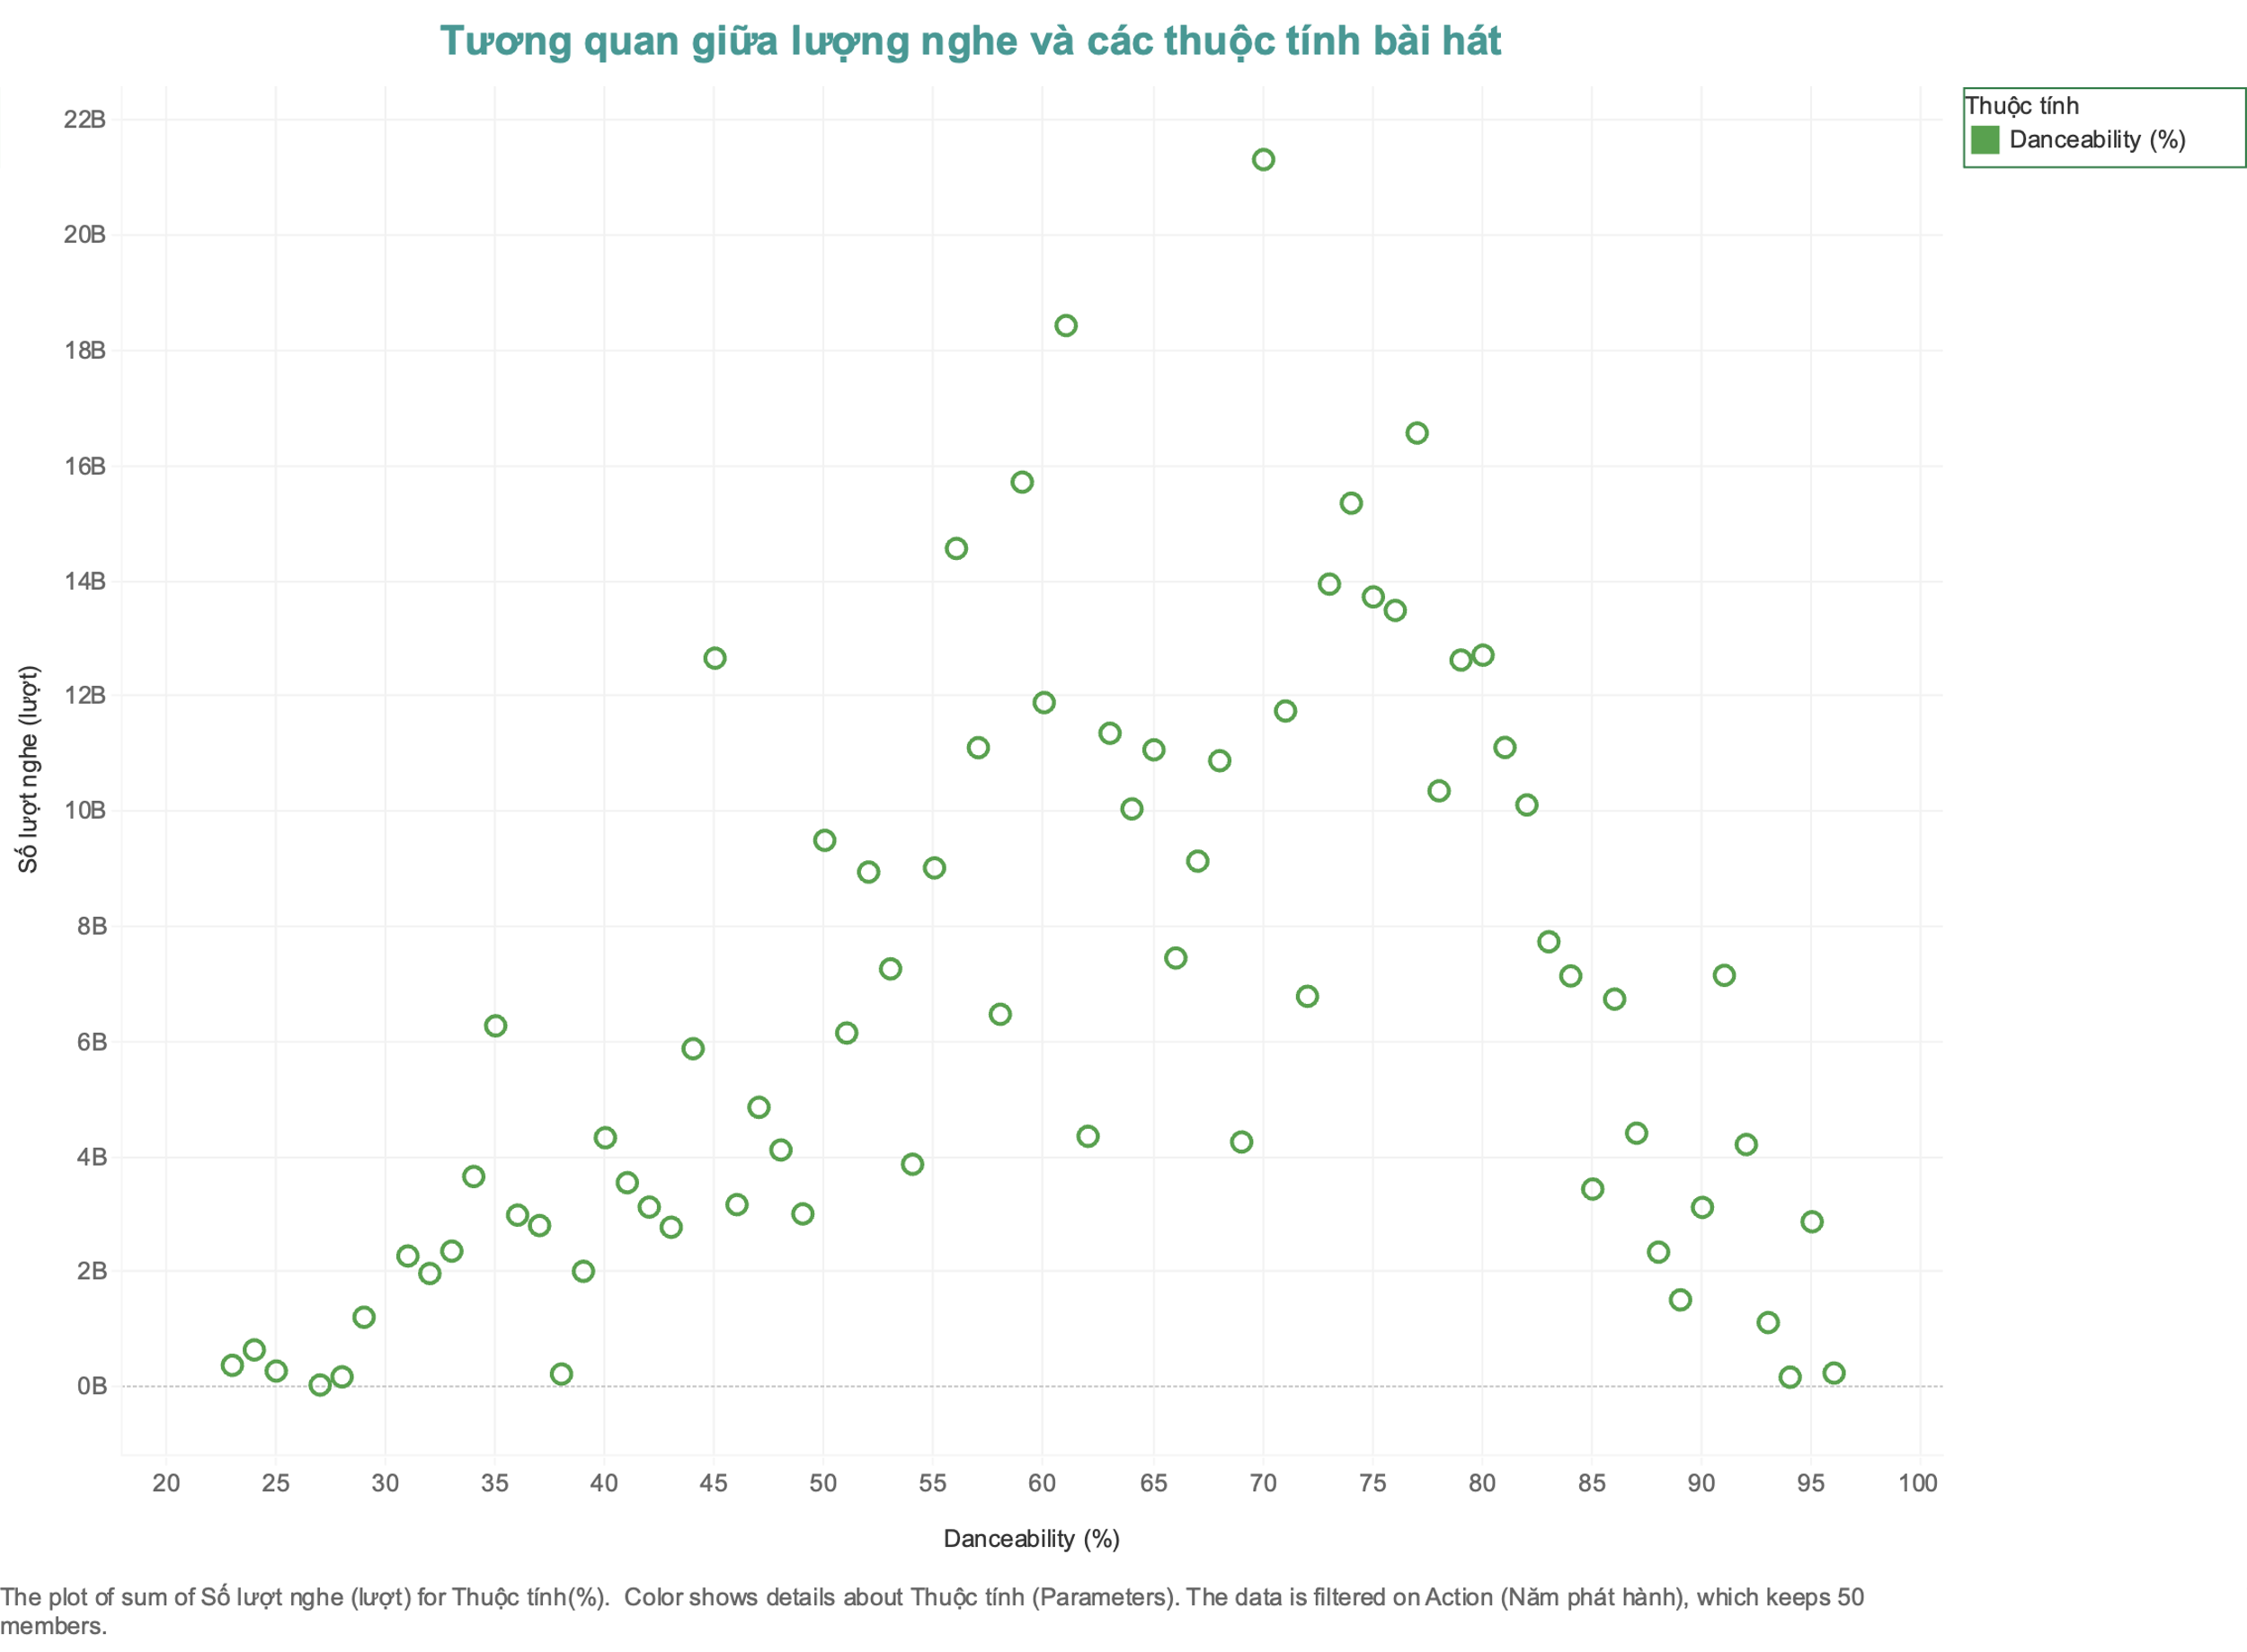 Tương quan giữa lượng nghe và các thuộc tính bài hát
Thuộc tính
Danceability (%)
22B
20B
18B
16B
14B
12B
10B
8B
6B
4B
2B
0B
Số lượt nghe (lượt)
20 25 30 35 40 45 50 55 60 65 70 75 80 85 90 95 100
Danceability (%)
The plot of sum of Số lượt nghe (lượt) for Thuộc tính(%).  Color shows details about Thuộc tính (Parameters). The data is filtered on Action (Năm phát hành), which keeps 50
members.